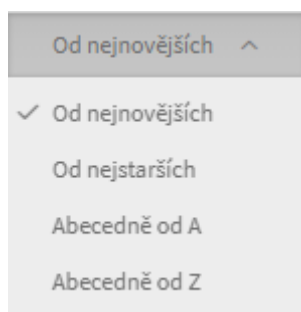 Od nejnovějších
Od nejnovějších
Od nejstarších
Abecedně od A
Abecedně od Z